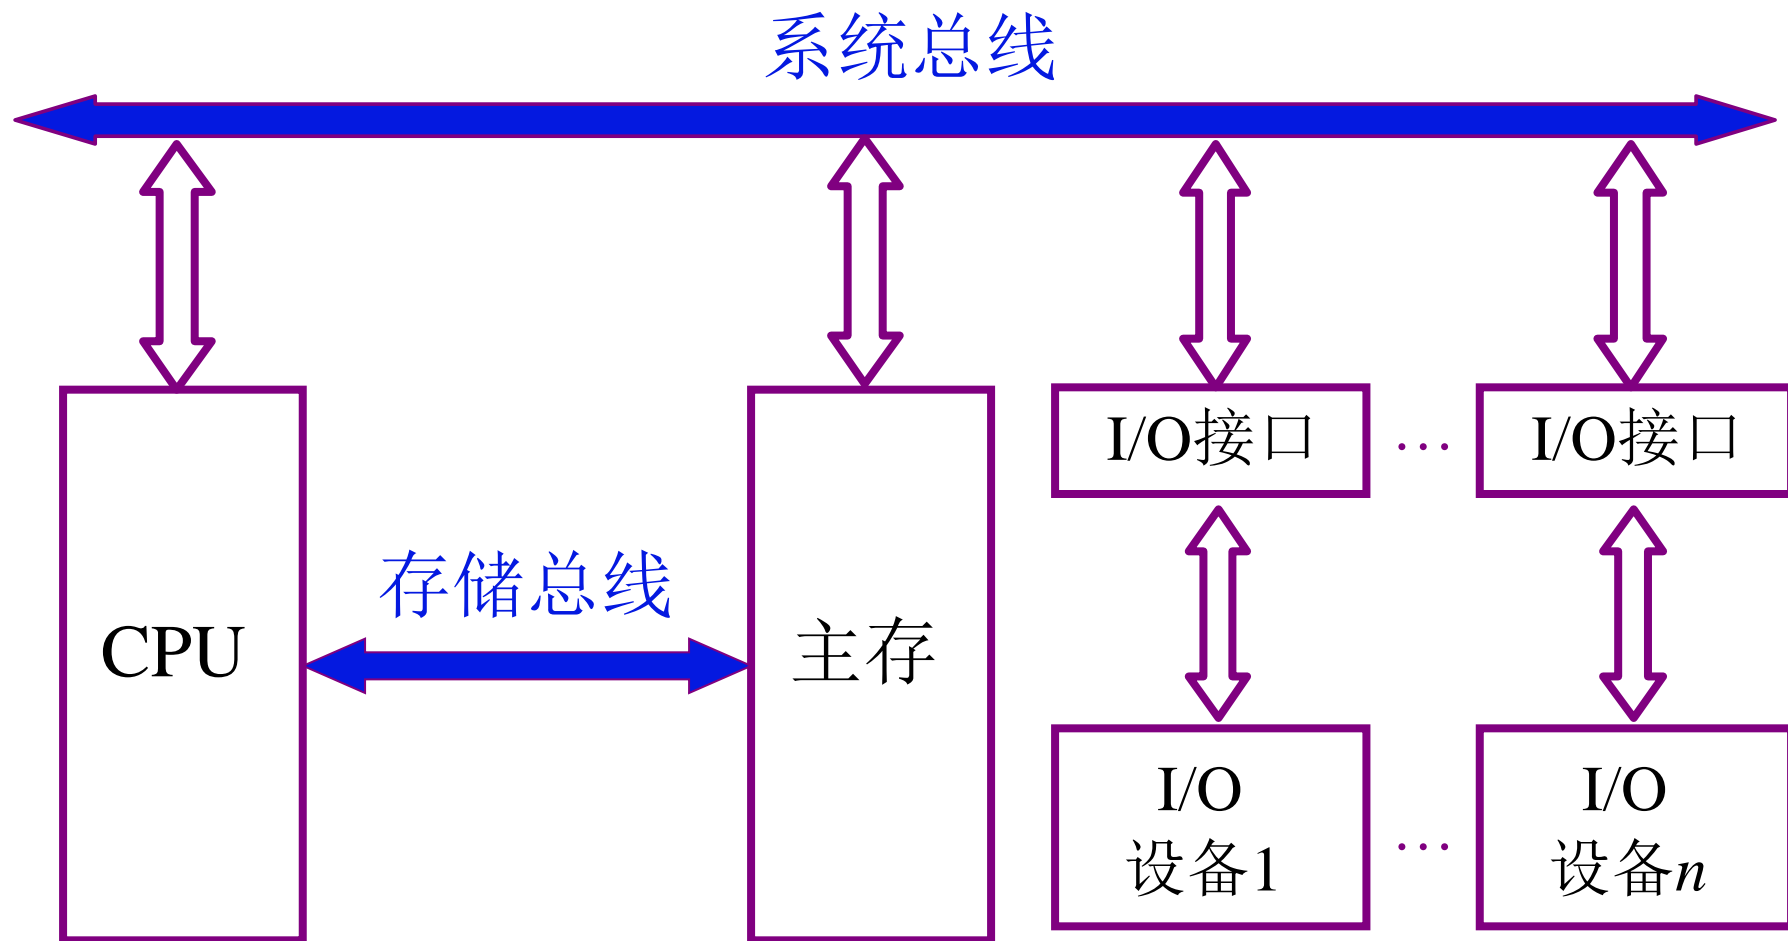 系统总线
I/O接口
…
I/O接口
存储总线
CPU
主存
I/O
设备1
…
I/O
设备n